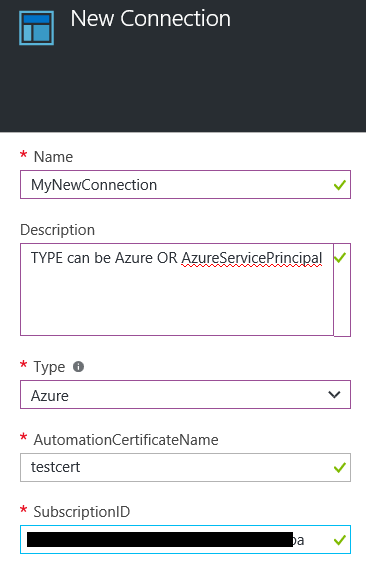 New Connection
* Name
MyNewConnection
Description
TYPE can be Azure OR AzureServicePrincipal
* Type
Azure
* AutomationCertificateName
testcert
* SubscriptionID